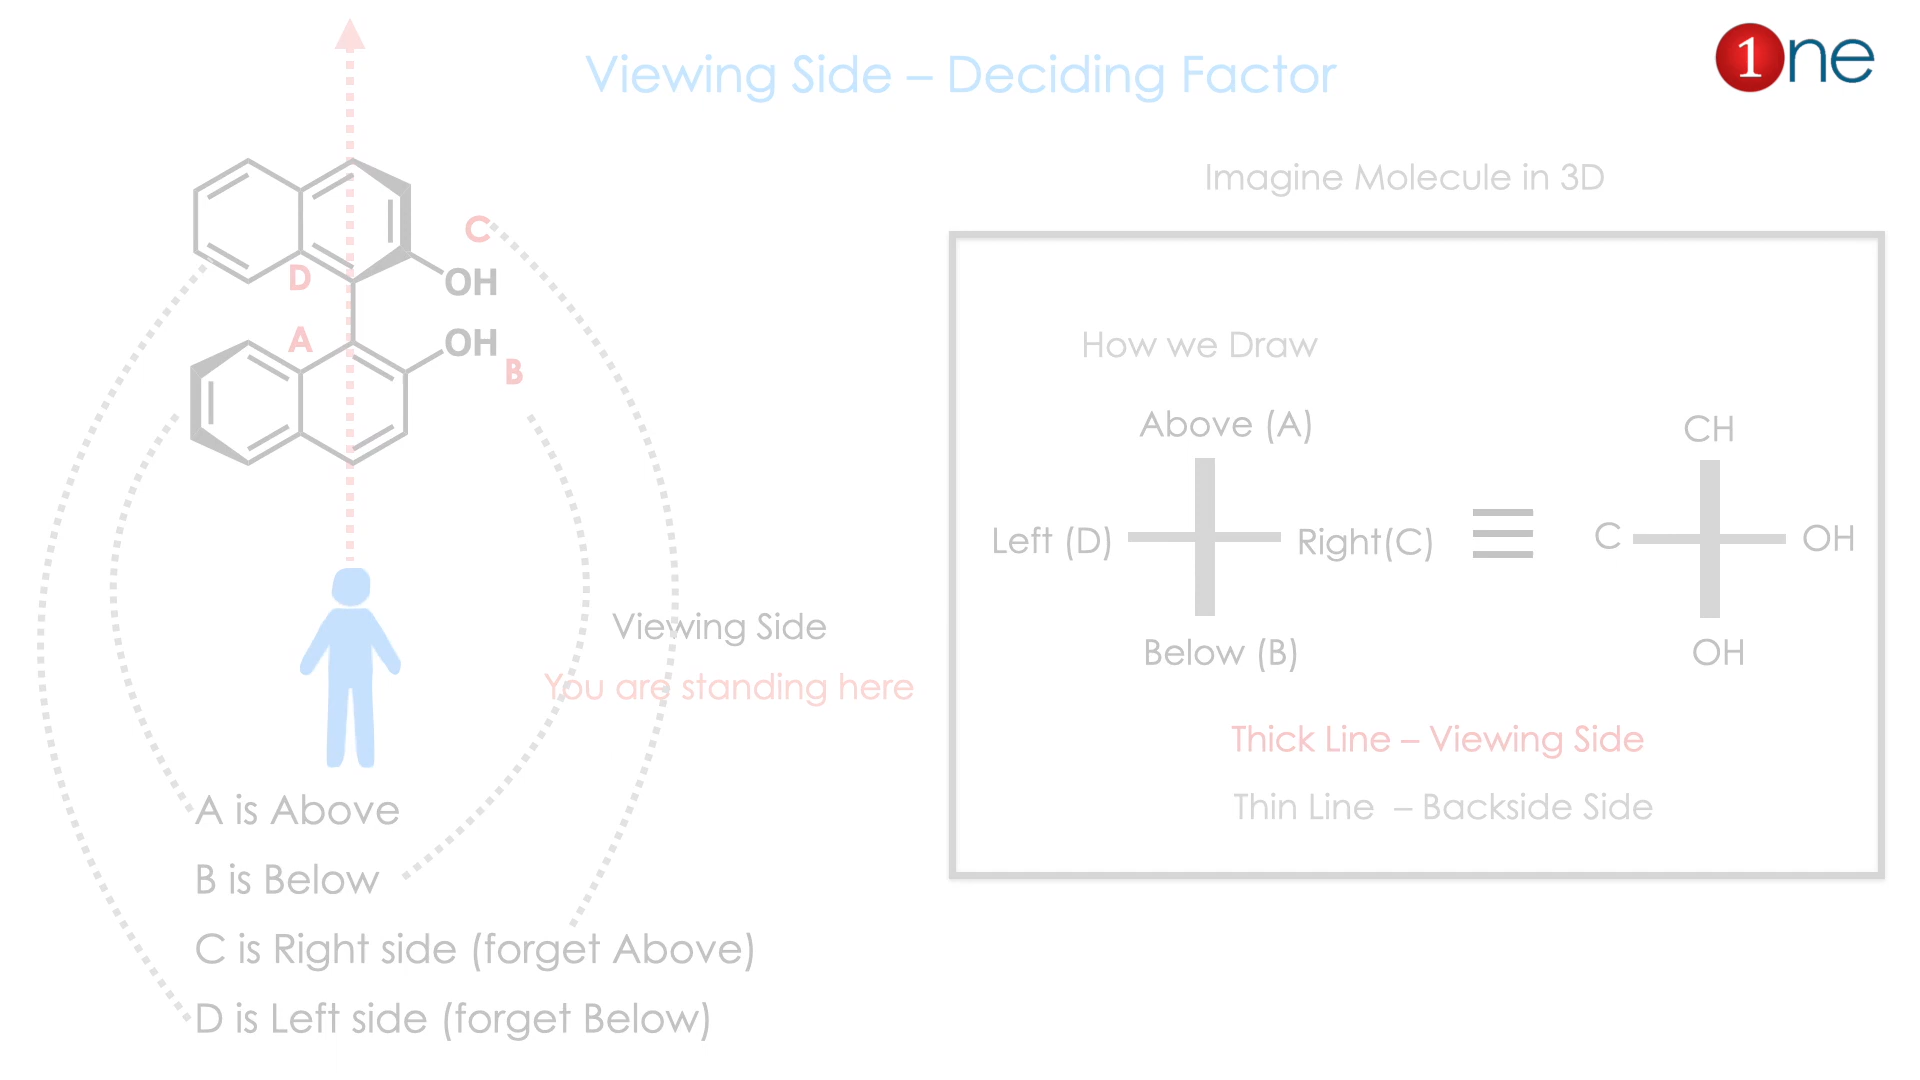 Viewing Side – Deciding Factor
1ne
Imagine Molecule in 3D
C
D
OH
A
OH
B
How we Draw
Above (A)
Left (D)
Right(C)
Below (B)
CH
C
OH
OH
Viewing Side
You are standing here
Thick Line – Viewing Side
Thin Line – Backside Side
A is Above
B is Below
C is Right side (forget Above)
D is Left side (forget Below)